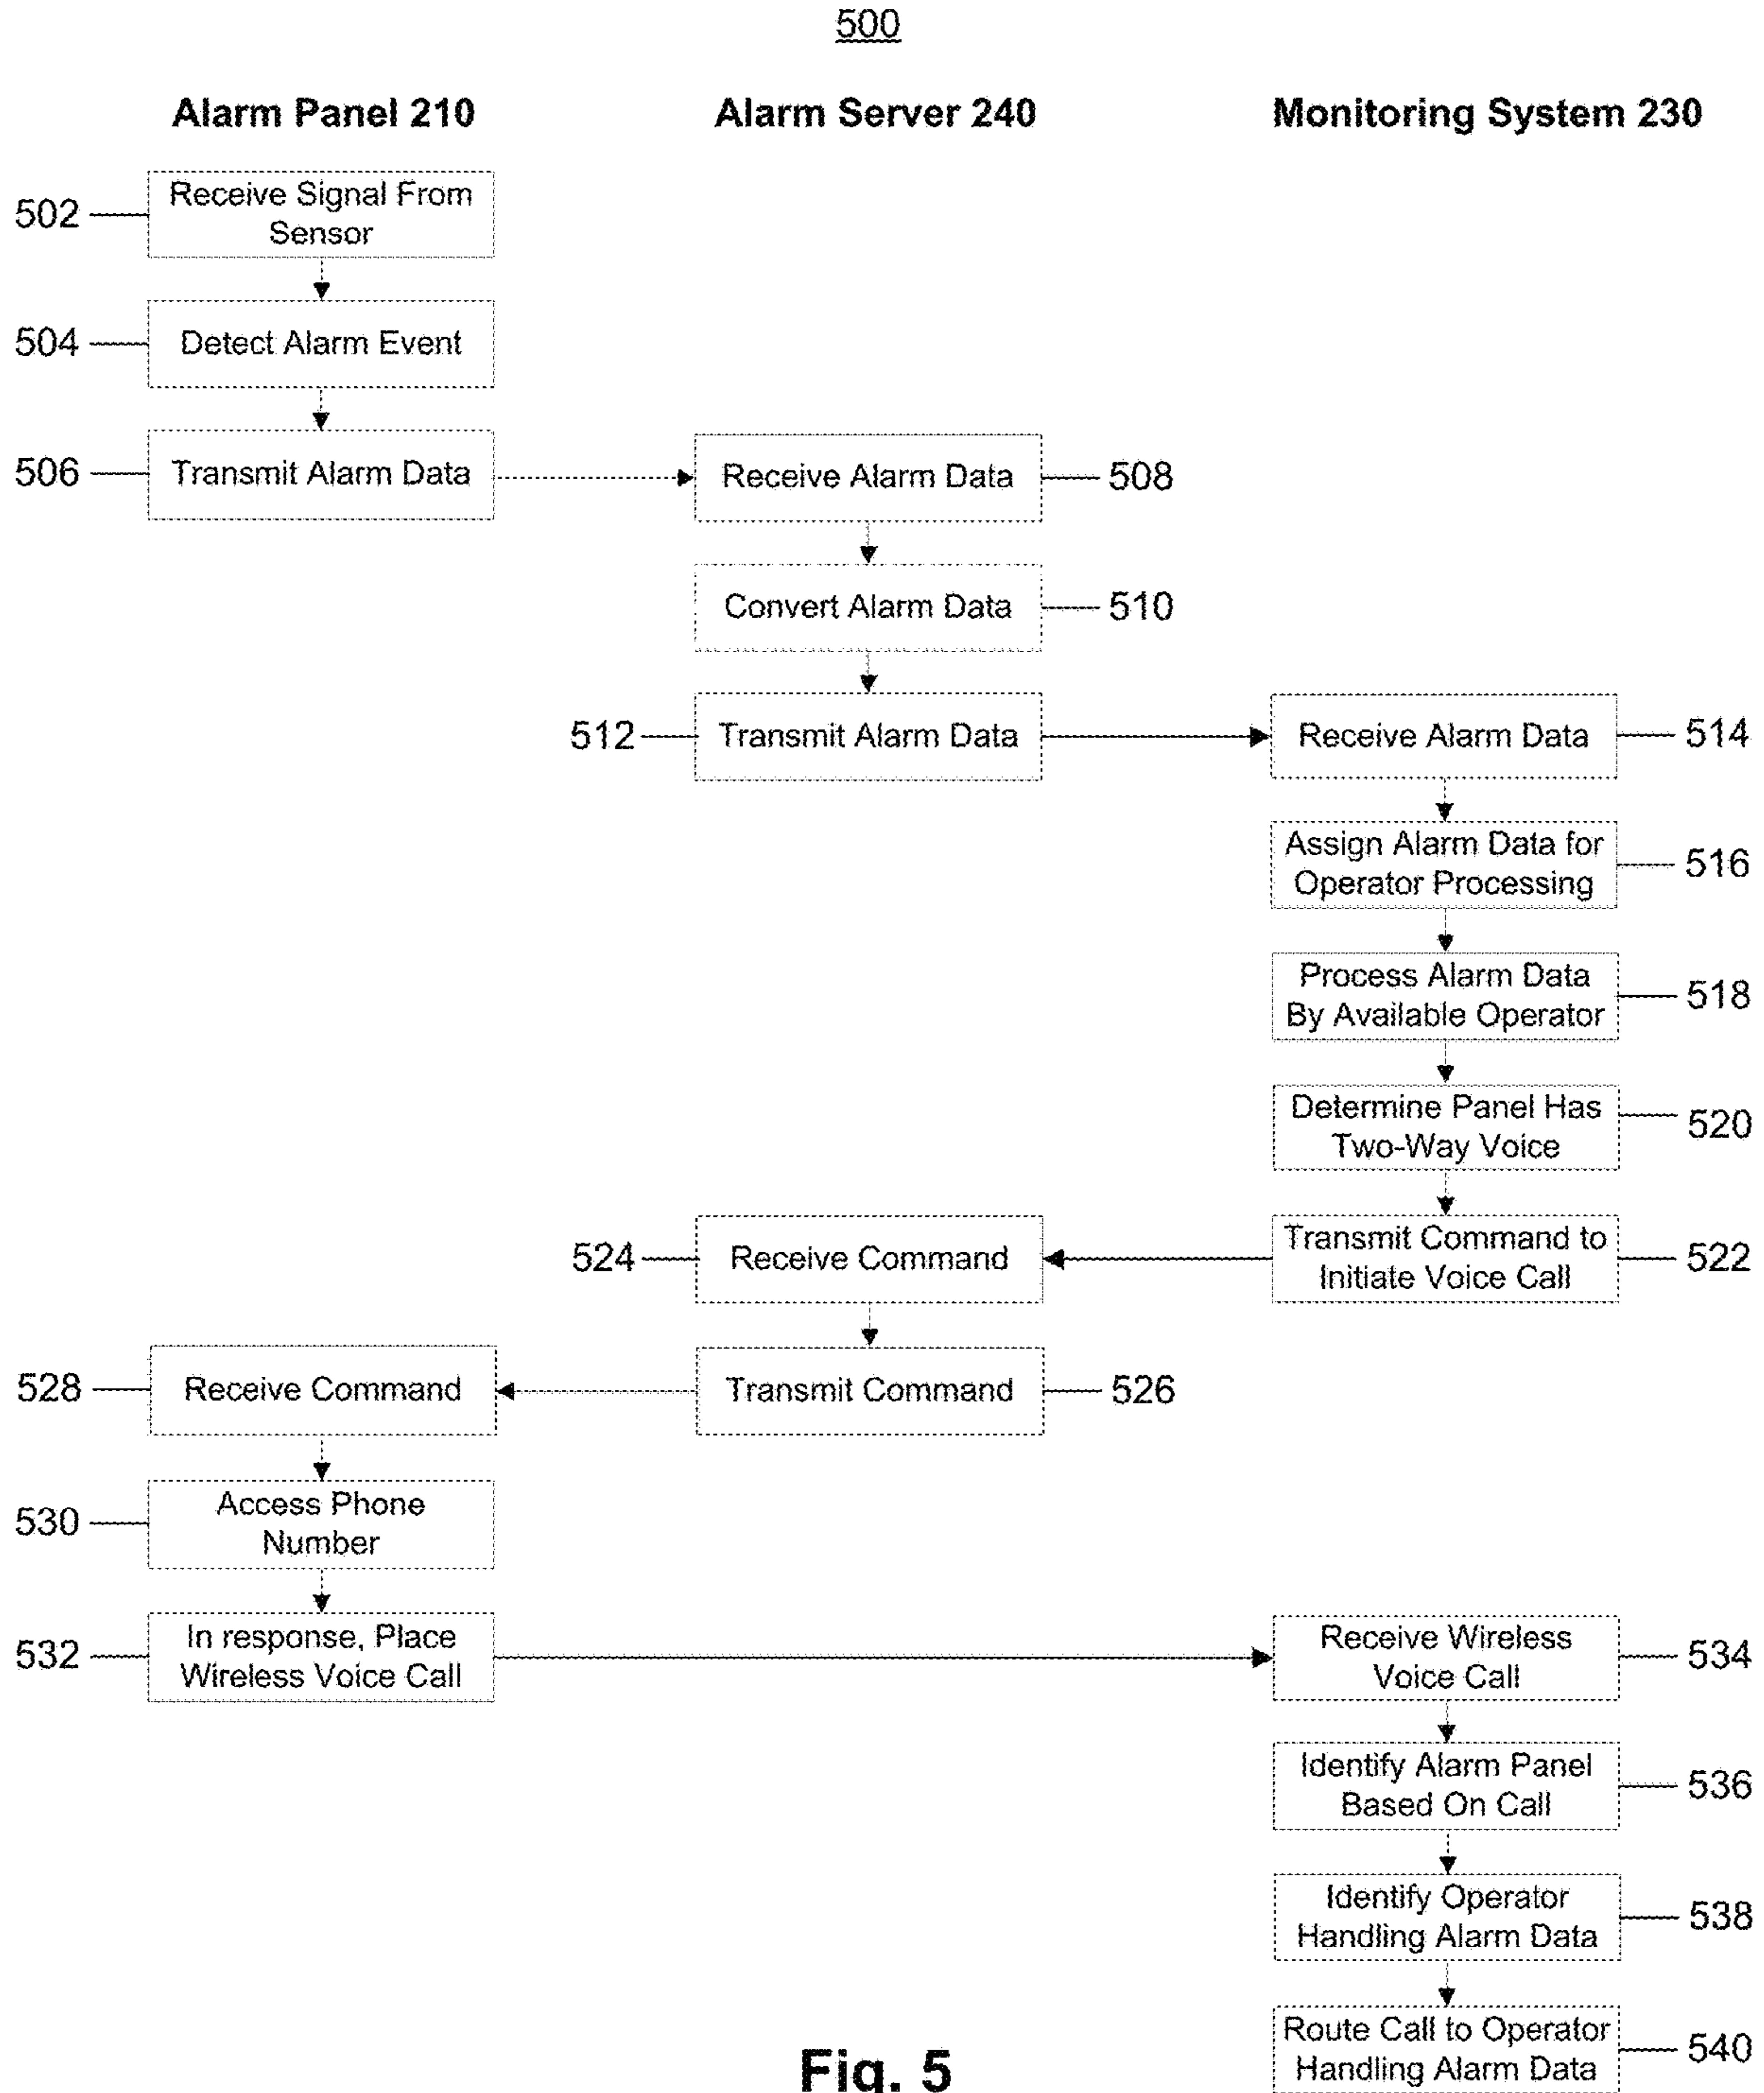 500
Alarm Panel 210
Alarm Server 240
Monitoring System 230
502
Receive Signal From
Sensor
504
Detect Alarm Event
506
Transmit Alarm Data
Receive Alarm Data
508
Convert Alarm Data
510
512
Transmit Alarm Data
Receive Alarm Data
514
Assign Alarm Data for
Operator Processing
516
Process Alarm Data
By Available Operator
518
Determine Panel Has
Two-Way Voice
520
Transmit Command to
Initiate Voice Call
522
524
Receive Command
Transmit Command
526
528
Receive Command
530
Access Phone
Number
532
In response, Place
Wireless Voice Call
Receive Wireless
Voice Call
534
Identify Alarm Panel
Based On Call
536
Identify Operator
Handling Alarm Data
538
Route Call to Operator
Handling Alarm Data
540
Fig. 5